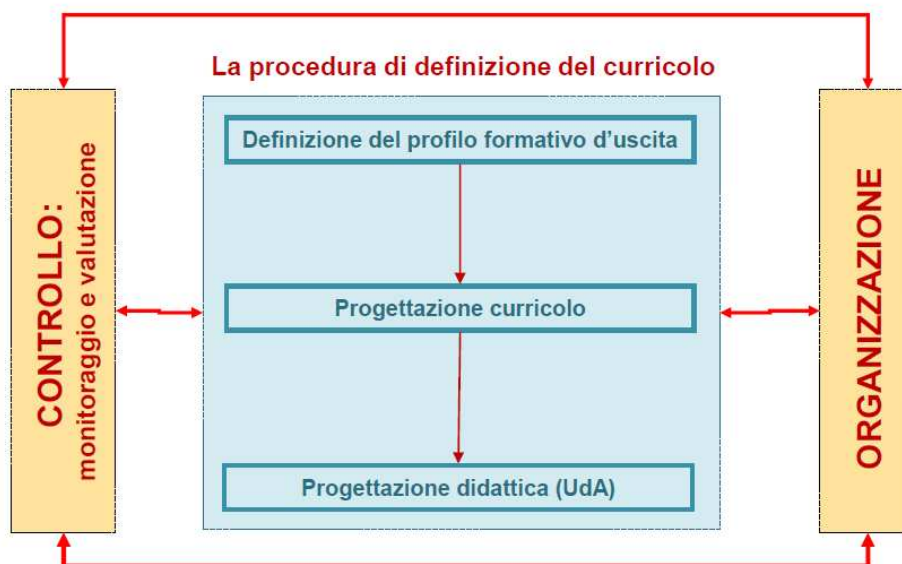 La procedura di definizione del curricolo
CONTROLLO:
monitoraggio e valutazione
Definizione del profilo formativo d'uscita
Progettazione curricolo
Progettazione didattica (UdA)
ORGANIZZAZIONE